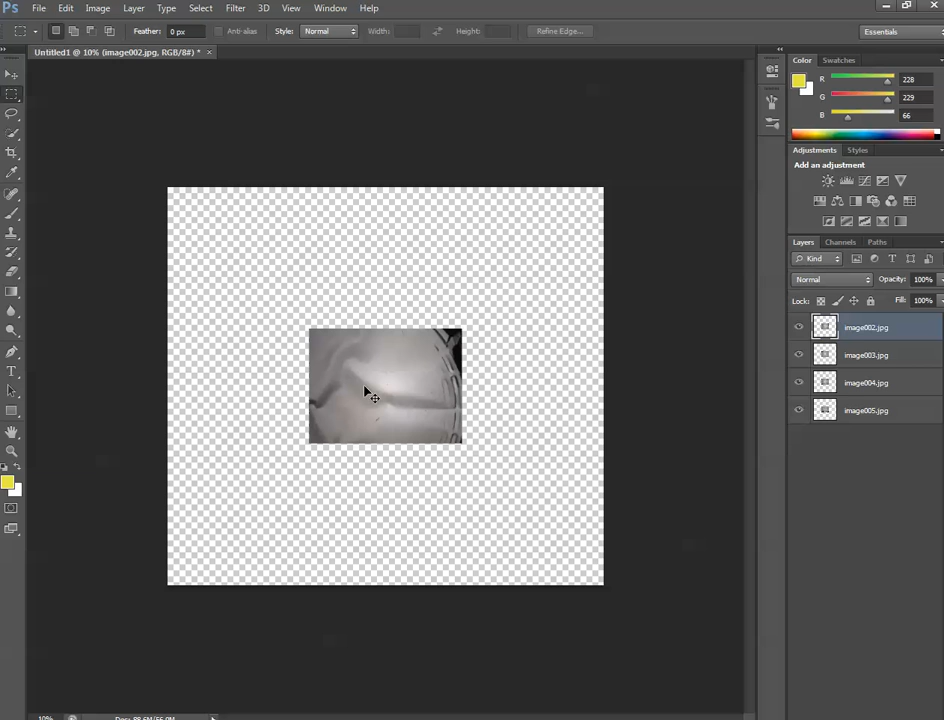 Ps File Edit Image Layer Type Select Filter 3D View Window Help
Feather: 0 px Anti-alias Style: Normal Width: Height: Refine Edge... Essentials
Untitled1 @ 10% (image002.jpg, RGB/8#) * ×
Color Swatches
R 228
G 229
B 66
Adjustments Styles
Add an adjustment
Layers Channels Paths
Kind
Normal Opacity: 100%
Lock: Fill: 100%
image002.jpg
image003.jpg
image004.jpg
image005.jpg
10%